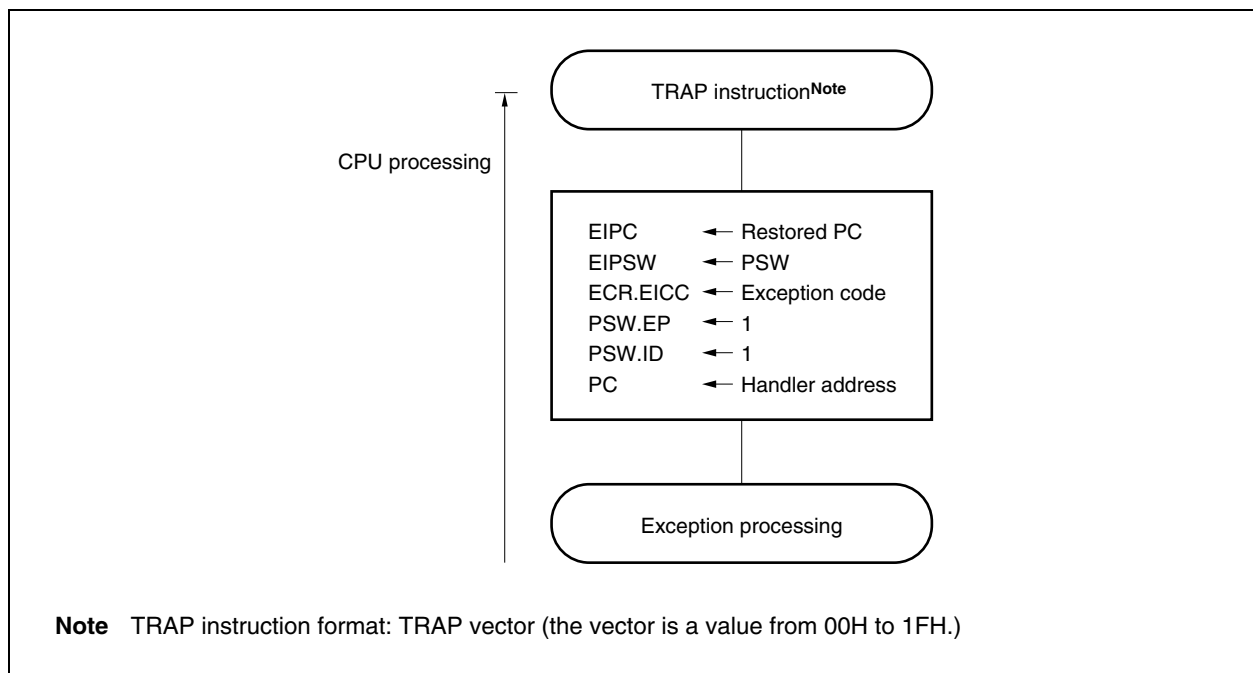 TRAP instructionNote
CPU processing
EIPC ← Restored PC
EIPSW ← PSW
ECR.EICC ← Exception code
PSW.EP ← 1
PSW.ID ← 1
PC ← Handler address
Exception processing
Note TRAP instruction format: TRAP vector (the vector is a value from 00H to 1FH.)